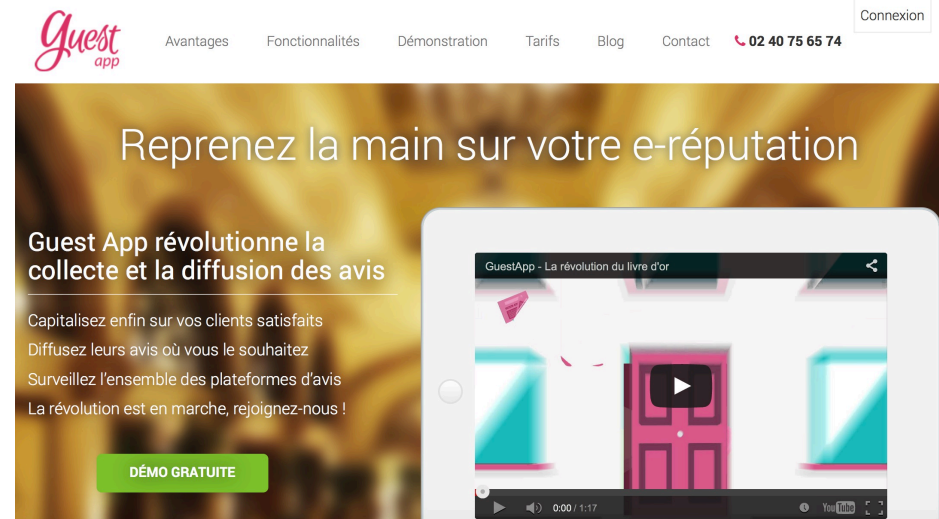 Connexion
Guest
app
Avantages
Fonctionnalités
Démonstration
Tarifs
Blog
Contact
02 40 75 65 74
Reprenez la main sur votre e-réputation
Guest App révolutionne la
collecte et la diffusion des avis
Capitalisez enfin sur vos clients satisfaits
Diffusez leurs avis où vous le souhaitez
Surveillez l'ensemble des plateformes d'avis
La révolution est en marche, rejoignez-nous !
DÉMO GRATUITE
GuestApp - La révolution du livre d'or
0:00 / 1:17
YouTube